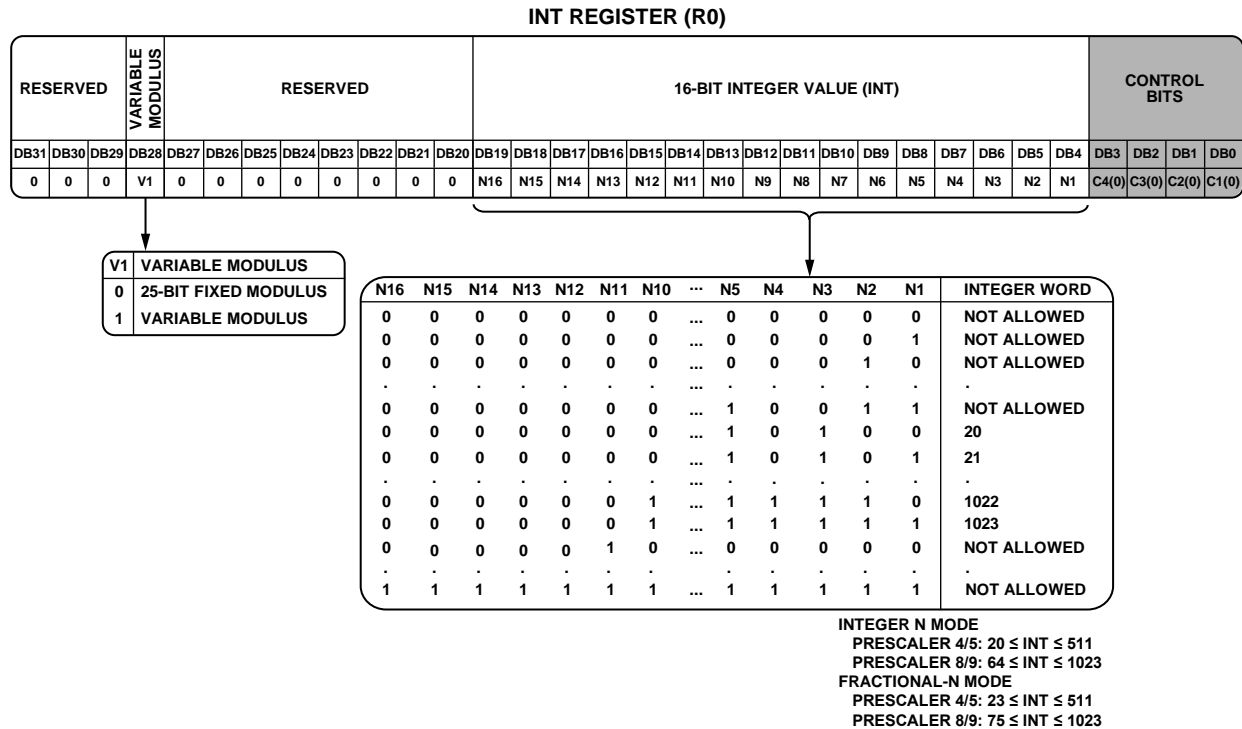 INT REGISTER (R0)
RESERVED VARIABLE MODULUS RESERVED 16-BIT INTEGER VALUE (INT) CONTROL BITS
DB31 DB30 DB29 DB28 DB27 DB26 DB25 DB24 DB23 DB22 DB21 DB20 DB19 DB18 DB17 DB16 DB15 DB14 DB13 DB12 DB11 DB10 DB9 DB8 DB7 DB6 DB5 DB4 DB3 DB2 DB1 DB0
0 0 0 V1 0 0 0 0 0 0 0 0 N16 N15 N14 N13 N12 N11 N10 N9 N8 N7 N6 N5 N4 N3 N2 N1 C4(0) C3(0) C2(0) C1(0)
V1 VARIABLE MODULUS
0 25-BIT FIXED MODULUS
1 VARIABLE MODULUS
N16 N15 N14 N13 N12 N11 N10 ... N5 N4 N3 N2 N1 INTEGER WORD
0 0 0 0 0 0 0 ... 0 0 0 0 0 NOT ALLOWED
0 0 0 0 0 0 0 ... 0 0 0 0 1 NOT ALLOWED
0 0 0 0 0 0 0 ... 0 0 0 1 0 NOT ALLOWED
. . . . . . . ... . . . . . .
0 0 0 0 0 0 0 ... 1 0 0 1 1 NOT ALLOWED
0 0 0 0 0 0 0 ... 1 0 1 0 0 20
0 0 0 0 0 0 0 ... 1 0 1 0 1 21
. . . . . . . ... . . . . . .
0 0 0 0 0 0 1 ... 1 1 1 1 0 1022
0 0 0 0 0 0 1 ... 1 1 1 1 1 1023
0 0 0 0 0 1 0 ... 0 0 0 0 0 NOT ALLOWED
. . . . . . . . . . . . .
1 1 1 1 1 1 1 ... 1 1 1 1 1 NOT ALLOWED
INTEGER N MODE
PRESCALER 4/5: 20 ≤ INT ≤ 511
PRESCALER 8/9: 64 ≤ INT ≤ 1023
FRACTIONAL-N MODE
PRESCALER 4/5: 23 ≤ INT ≤ 511
PRESCALER 8/9: 75 ≤ INT ≤ 1023